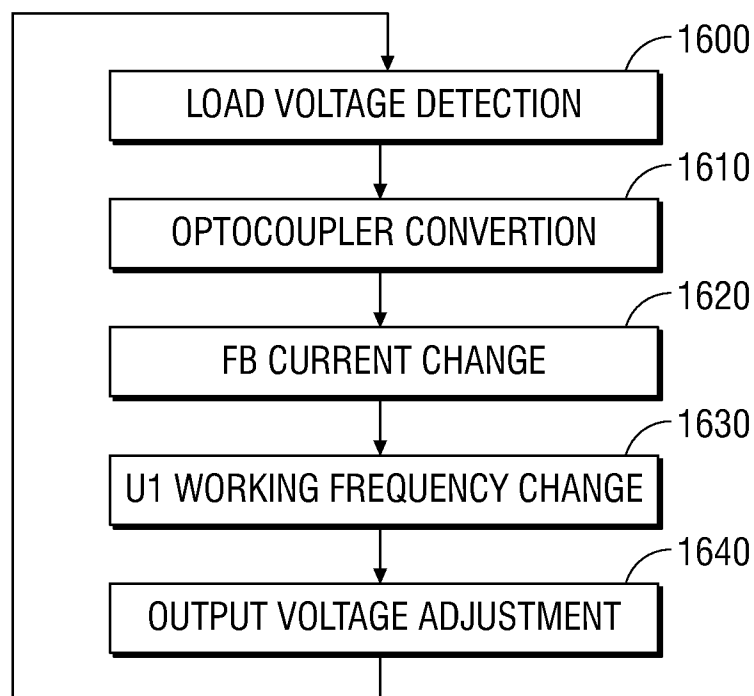 1600
LOAD VOLTAGE DETECTION
1610
OPTOCOUPLER CONVERTION
1620
FB CURRENT CHANGE
1630
U1 WORKING FREQUENCY CHANGE
1640
OUTPUT VOLTAGE ADJUSTMENT